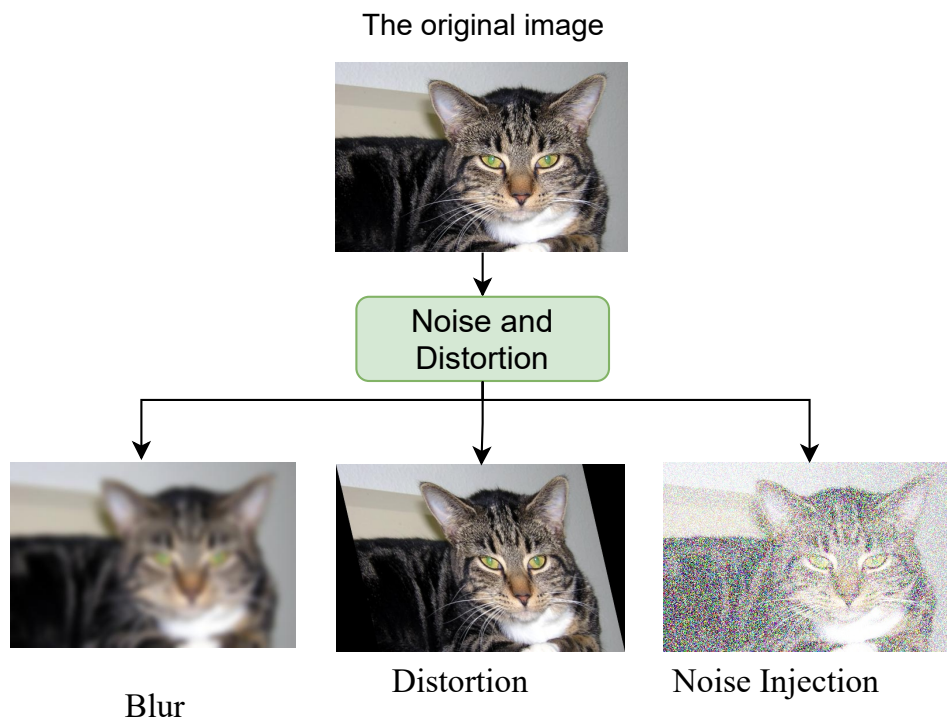 The original image
Noise and
Distortion
Distortion
Noise Injection
Blur